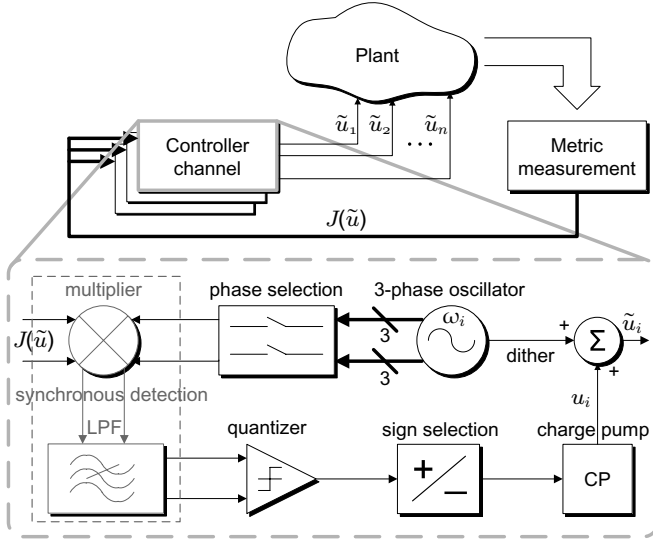 Plant
ũ₁ ũ₂ ... ũₙ
Controller
channel
Metric
measurement
J(ũ)
multiplier
phase selection
3-phase oscillator
J(ũ)
3
3
ωᵢ
dither
+
Σ
+
ũᵢ
synchronous detection
uᵢ
LPF
quantizer
sign selection
charge pump
+
−
CP